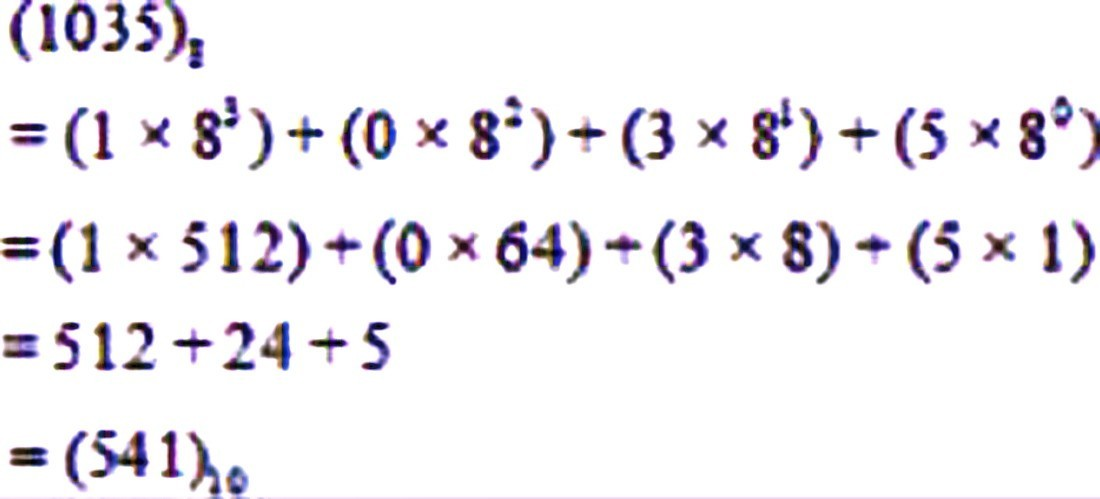 (1035)₈
= (1 × 8³) + (0 × 8²) + (3 × 8¹) + (5 × 8⁰)
= (1 × 512) + (0 × 64) + (3 × 8) + (5 × 1)
= 512 + 24 + 5
= (541)₁₀